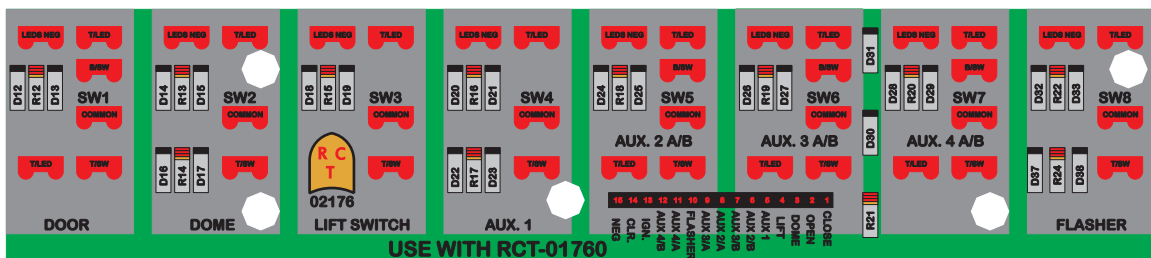 LEDS NEG T/LED
B/SW
D12 R12 D13
SW1
COMMON
T/LED T/SW
DOOR
LEDS NEG T/LED
D14 R13 D15
SW2
COMMON
D16 R14 D17
T/SW
DOME
LEDS NEG T/LED
D18 R15 D19
SW3
COMMON
R C
T
02176
T/SW
LIFT SWITCH
LEDS NEG T/LED
D20 R16 D21
SW4
COMMON
D22 R17 D23
T/SW
AUX. 1
LEDS NEG T/LED
B/SW
D24 R18 D25
SW5
COMMON
AUX. 2 A/B
T/LED T/SW
LEDS NEG T/LED
B/SW
D26 R19 D27
SW6
COMMON
AUX. 3 A/B
T/LED T/SW
D31
D30
R21
LEDS NEG T/LED
B/SW
D28 R20 D29
SW7
COMMON
AUX. 4 A/B
T/LED T/SW
LEDS NEG T/LED
B/SW
D32 R22 D33
SW8
COMMON
D37 R24 D38
T/SW
FLASHER
15 14 13 12 11 10 9 8 7 6 5 4 3 2 1
NEG
CLR.
IGN.
AUX 4/B
AUX 4/A
FLASHER
AUX 3/A
AUX 2/A
AUX 3/B
AUX 2/B
AUX 1
LIFT
DOME
OPEN
CLOSE
USE WITH RCT-01760